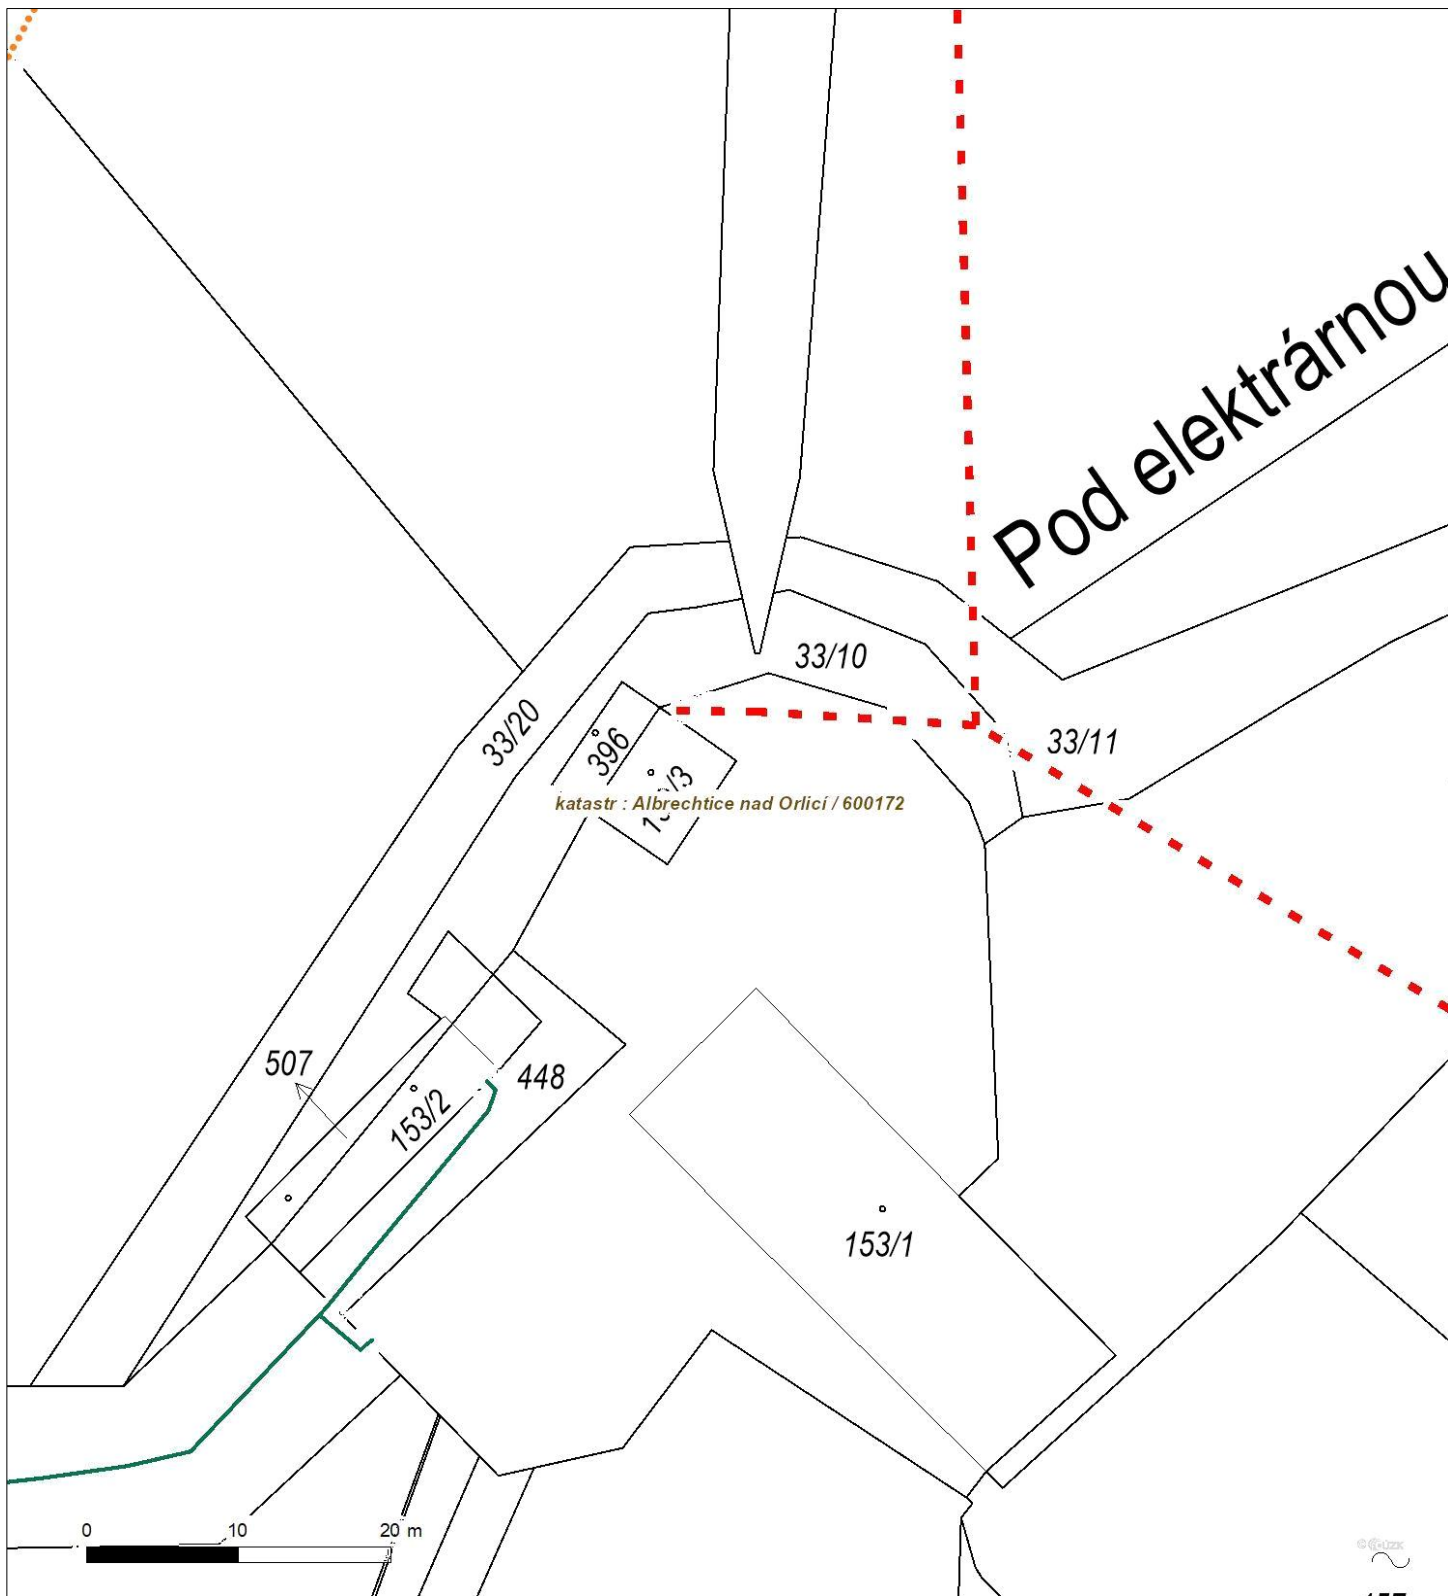 Pod elektrárnou
33/10
33/20
33/11
396
katastr : Albrechtice nad Orlicí / 600172
507
448
153/2
153/1
0 10 20 m